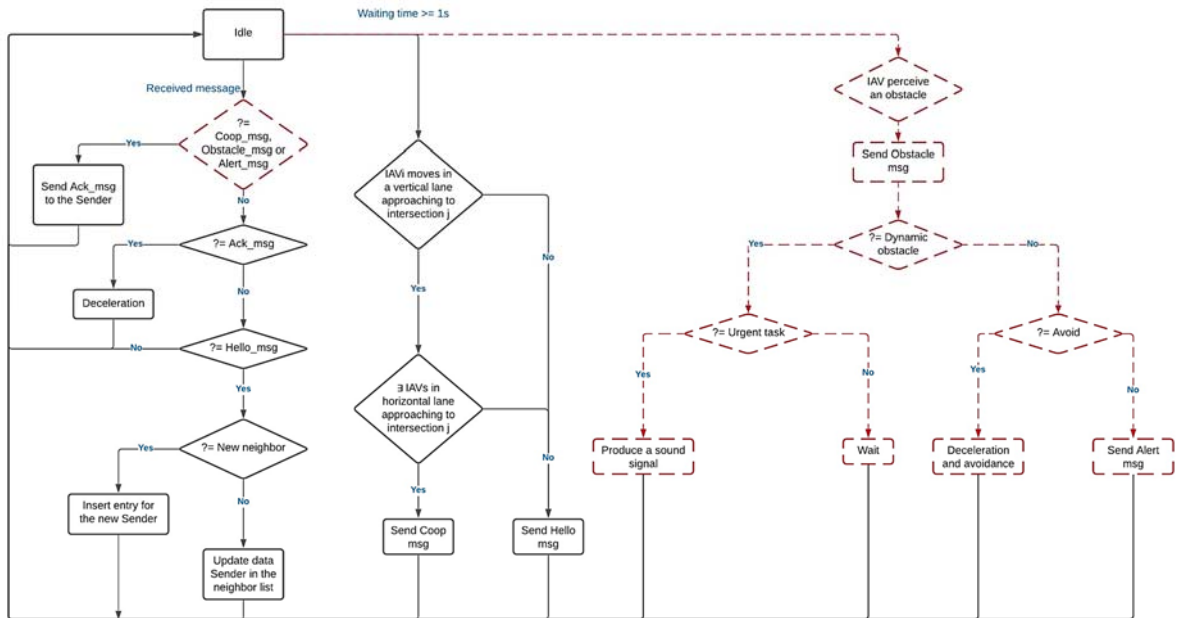 Waiting time >= 1s
Idle
Received message
?=
Coop_msg,
Obstacle_msg or
Alert_msg
Yes
Send Ack_msg
to the Sender
No
?= Ack_msg
Yes
Deceleration
No
?= Hello_msg
No
Yes
?= New neighbor
Yes
Insert entry for
the new Sender
No
Update data
Sender in the
neighbor list
IAVi moves in
a vertical lane
approaching to
intersection j
No
Yes
∃ IAVs in
horizontal lane
approaching to
intersection j
No
Yes
Send Coop
msg
Send Hello
msg
IAV perceive
an obstacle
Send Obstacle
msg
?= Dynamic
obstacle
Yes
No
?= Urgent task
Yes
No
Produce a sound
signal
Wait
?= Avoid
Yes
No
Deceleration
and avoidance
Send Alert
msg